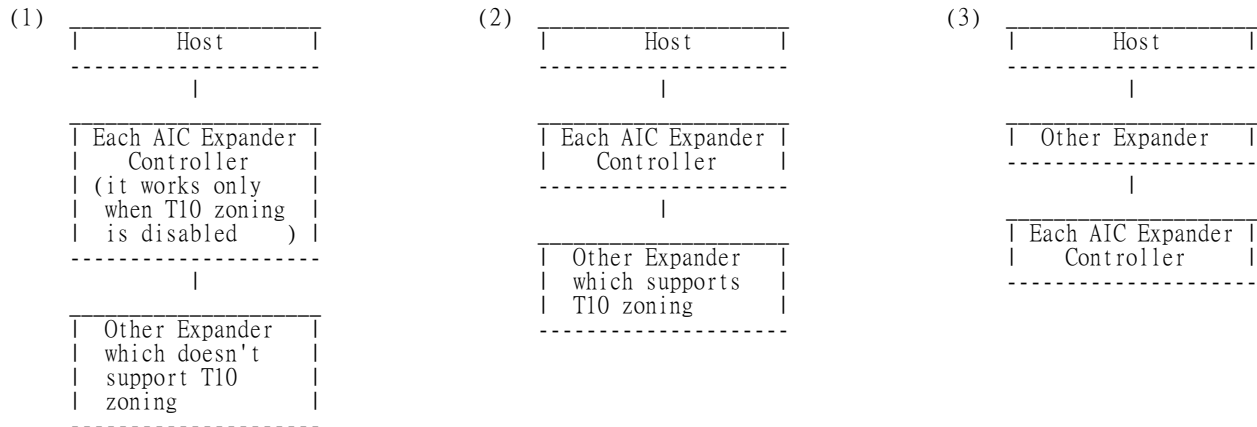 (1)
Host
Each AIC Expander
Controller
(it works only
when T10 zoning
is disabled )
Other Expander
which doesn't
support T10
zoning
(2)
Host
Each AIC Expander
Controller
Other Expander
which supports
T10 zoning
(3)
Host
Other Expander
Each AIC Expander
Controller